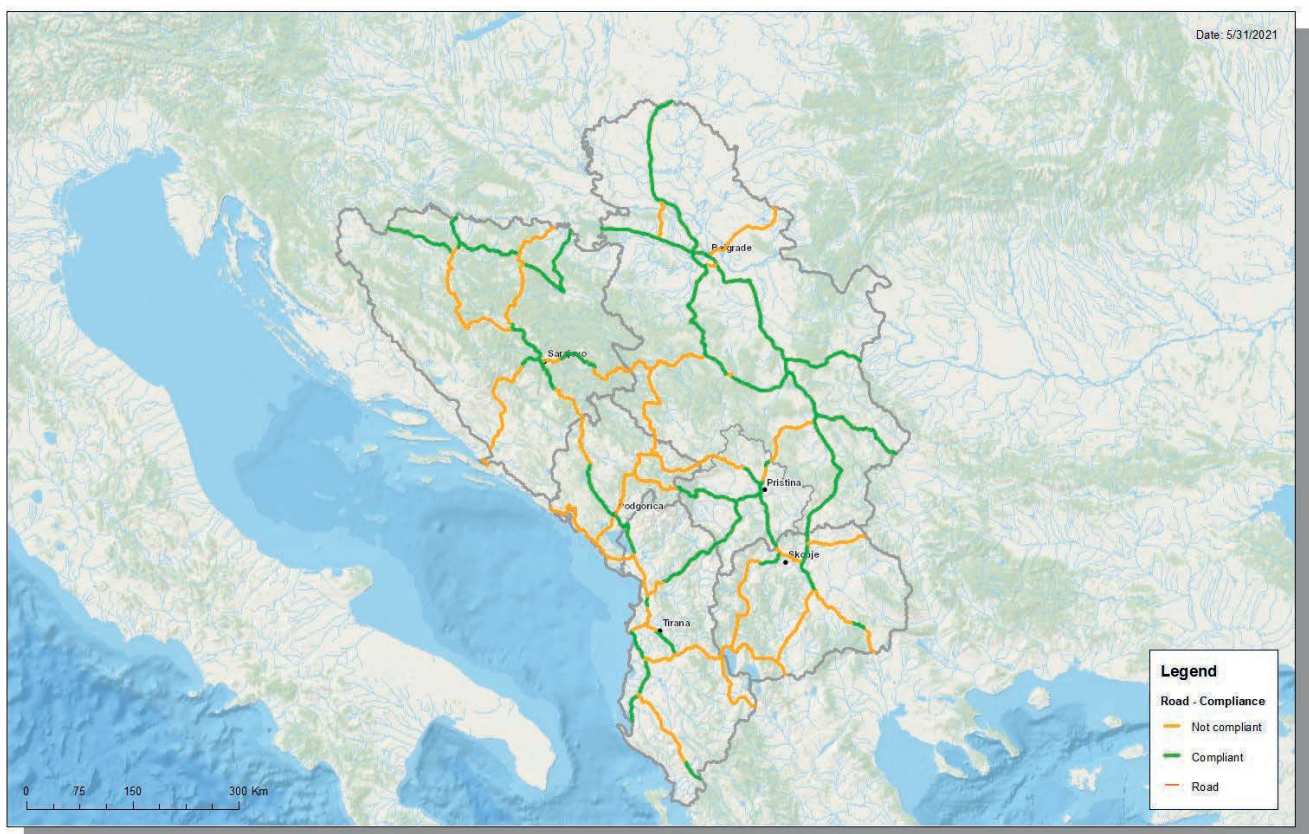 Date: 5/31/2021
Belgrade
Sarajevo
Pristina
Podgorica
Skopje
Tirana
Legend
Road - Compliance
Not compliant
Compliant
Road
0 75 150 300 Km